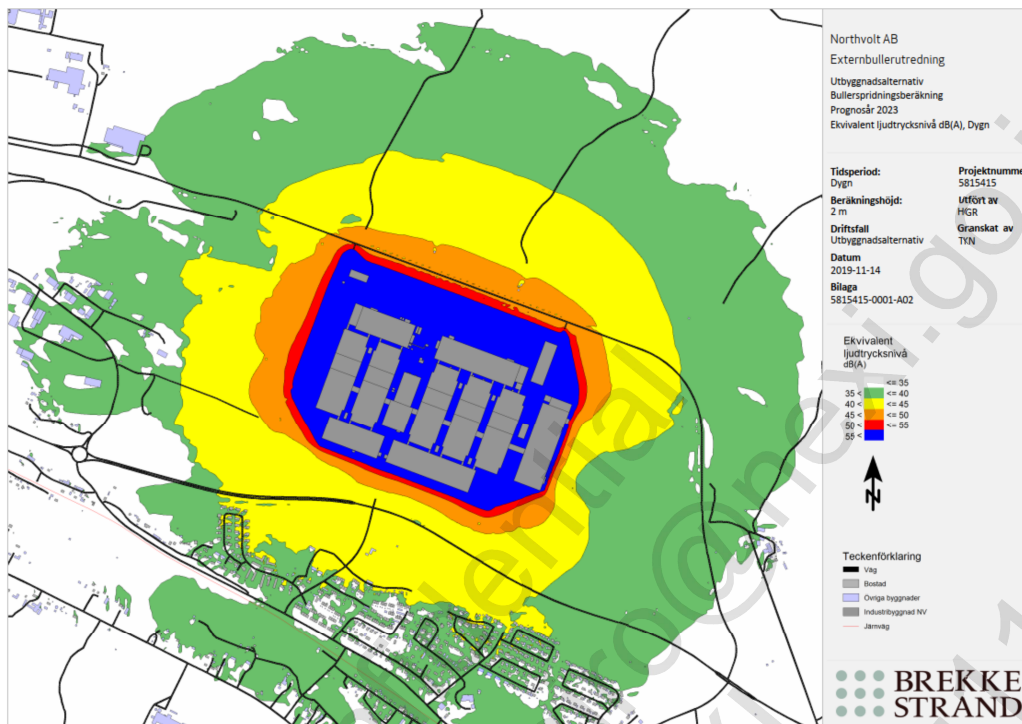 Northvolt AB
Externbullerutredning
Utbyggnadsalternativ
Bullerspridningsberäkning
Prognosår 2023
Ekvivalent ljudtrycksnivå dB(A), Dygn
Tidsperiod:
Dygn
Projektnumme
5815415
Beräkningshöjd:
2 m
Utfört av
HGR
Driftsfall
Utbyggnadsalternativ
Granskat av
TKN
Datum
2019-11-14
Bilaga
5815415-0001-A02
Ekvivalent
ljudtrycksnivå
dB(A)
<= 35
35 < <= 40
40 < <= 45
45 < <= 50
50 < <= 55
55 <
N
Teckenförklaring
Väg
Bostad
Övriga byggnader
Industribyggnad NV
Järnväg
BREKKE
STRAND